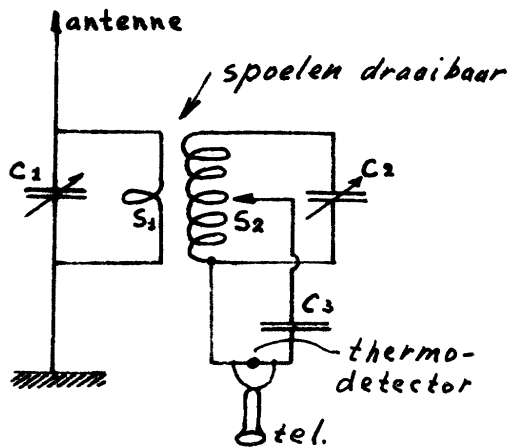 antenne
spoelen draaibaar
C1
S1
S2
C2
C3
thermo-
detector
tel.